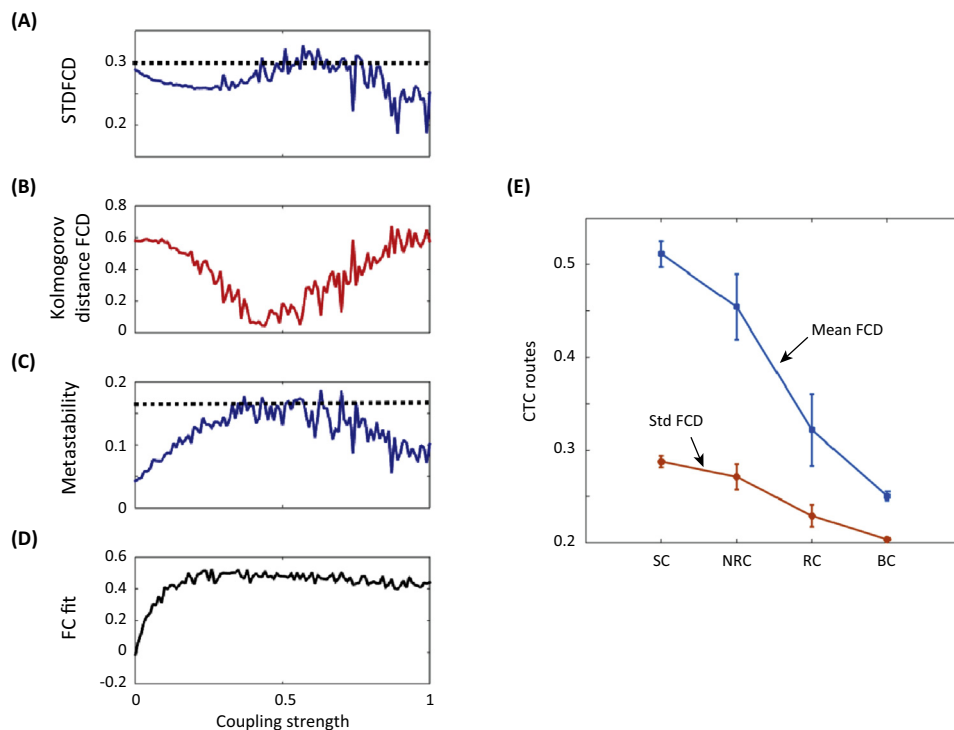 (A)
STDFCD
0.3
0.2
(B)
Kolmogorov
distance FCD
0.8
0.6
0.4
0.2
0
(C)
Metastability
0.2
0.1
0
(D)
FC fit
0.6
0.4
0.2
0
-0.2
0
0.5
1
Coupling strength
(E)
CTC routes
0.5
0.4
0.3
0.2
Mean FCD
Std FCD
SC
NRC
RC
BC